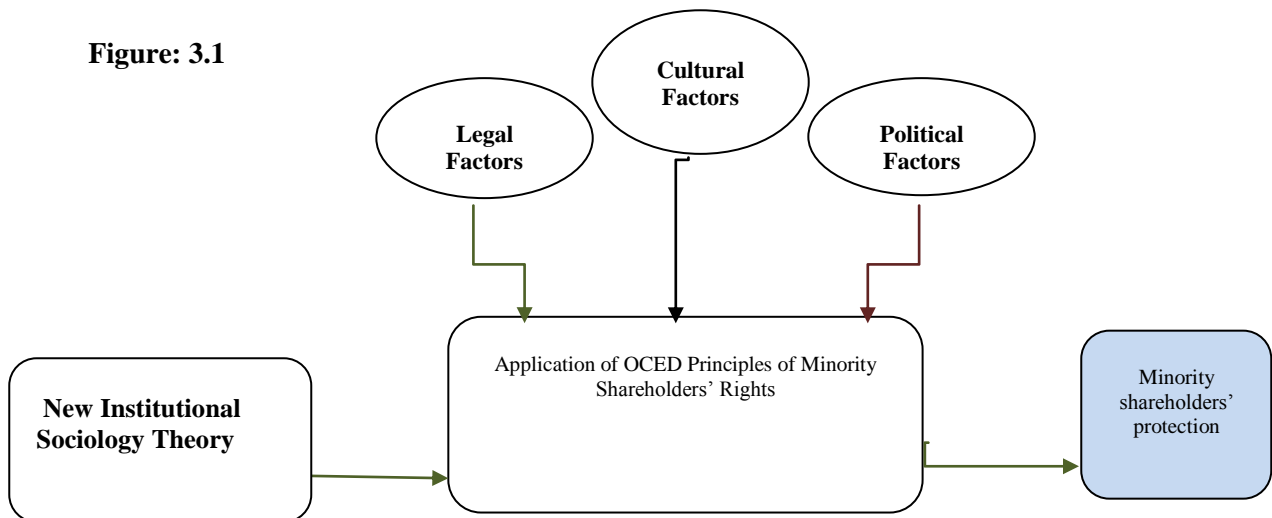 Figure: 3.1
Cultural
Factors
Legal
Factors
Political
Factors
Application of OCED Principles of Minority
Shareholders’ Rights
New Institutional
Sociology Theory
Minority
shareholders’
protection